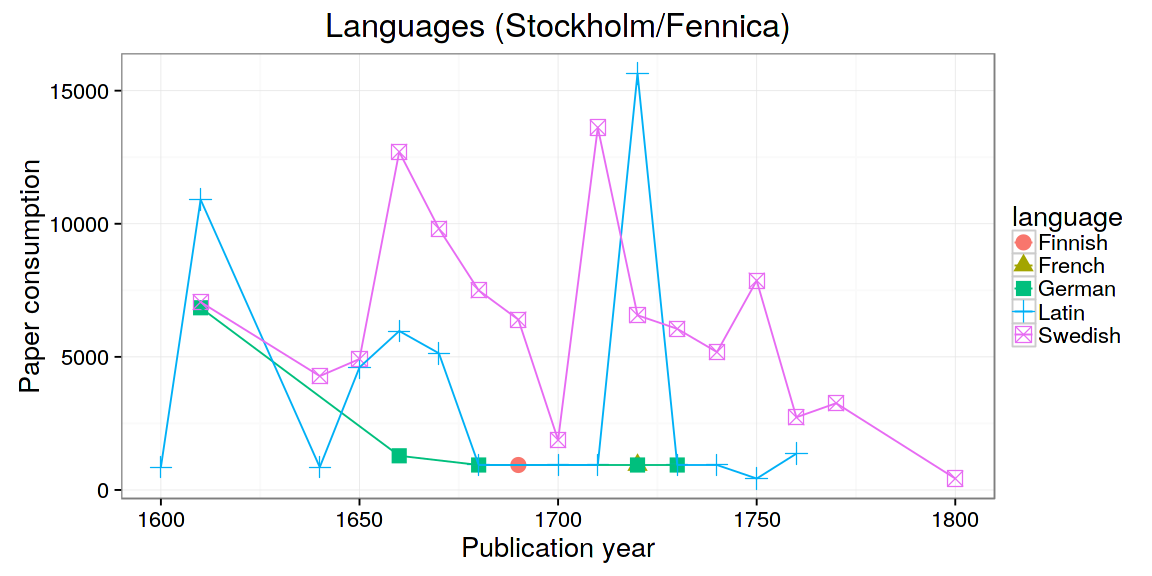 Languages (Stockholm/Fennica)
Paper consumption
15000
10000
5000
0
1600 1650 1700 1750 1800
Publication year
language
Finnish
French
German
Latin
Swedish